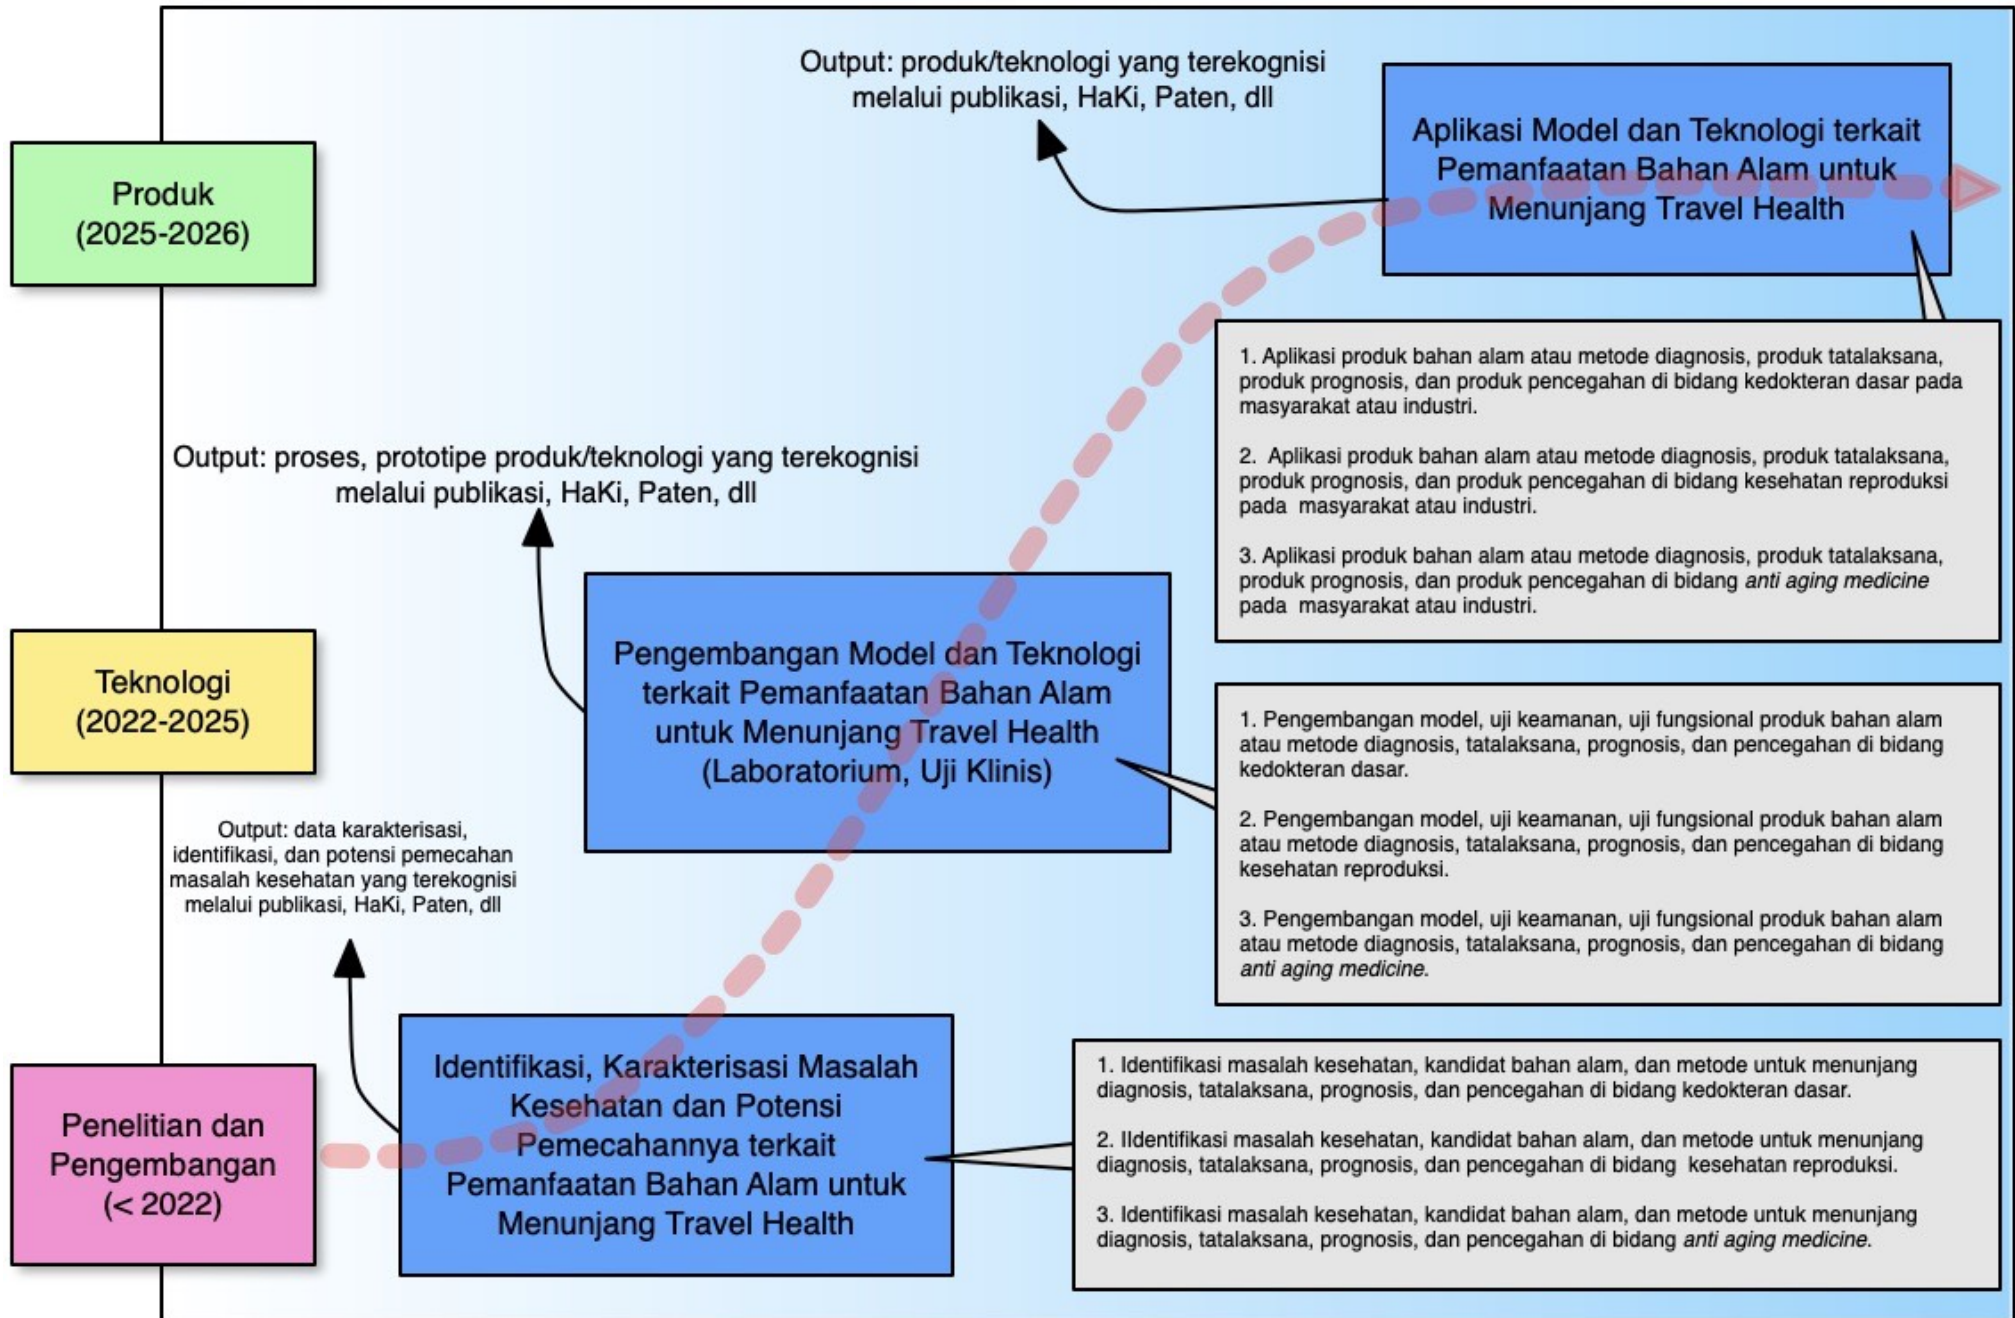 Output: produk/teknologi yang terekognisi
melalui publikasi, HaKi, Paten, dll
Aplikasi Model dan Teknologi terkait
Pemanfaatan Bahan Alam untuk
Menunjang Travel Health
Produk
(2025-2026)
1. Aplikasi produk bahan alam atau metode diagnosis, produk tatalaksana,
produk prognosis, dan produk pencegahan di bidang kedokteran dasar pada
masyarakat atau industri.
2.  Aplikasi produk bahan alam atau metode diagnosis, produk tatalaksana,
produk prognosis, dan produk pencegahan di bidang kesehatan reproduksi
pada  masyarakat atau industri.
3. Aplikasi produk bahan alam atau metode diagnosis, produk tatalaksana,
produk prognosis, dan produk pencegahan di bidang anti aging medicine
pada  masyarakat atau industri.
Output: proses, prototipe produk/teknologi yang terekognisi
melalui publikasi, HaKi, Paten, dll
Teknologi
(2022-2025)
Pengembangan Model dan Teknologi
terkait Pemanfaatan Bahan Alam
untuk Menunjang Travel Health
(Laboratorium, Uji Klinis)
1. Pengembangan model, uji keamanan, uji fungsional produk bahan alam
atau metode diagnosis, tatalaksana, prognosis, dan pencegahan di bidang
kedokteran dasar.
2. Pengembangan model, uji keamanan, uji fungsional produk bahan alam
atau metode diagnosis, tatalaksana, prognosis, dan pencegahan di bidang
kesehatan reproduksi.
3. Pengembangan model, uji keamanan, uji fungsional produk bahan alam
atau metode diagnosis, tatalaksana, prognosis, dan pencegahan di bidang
anti aging medicine.
Output: data karakterisasi,
identifikasi, dan potensi pemecahan
masalah kesehatan yang terekognisi
melalui publikasi, HaKi, Paten, dll
Penelitian dan
Pengembangan
(< 2022)
Identifikasi, Karakterisasi Masalah
Kesehatan dan Potensi
Pemecahannya terkait
Pemanfaatan Bahan Alam untuk
Menunjang Travel Health
1. Identifikasi masalah kesehatan, kandidat bahan alam, dan metode untuk menunjang
diagnosis, tatalaksana, prognosis, dan pencegahan di bidang kedokteran dasar.
2. IIdentifikasi masalah kesehatan, kandidat bahan alam, dan metode untuk menunjang
diagnosis, tatalaksana, prognosis, dan pencegahan di bidang  kesehatan reproduksi.
3. Identifikasi masalah kesehatan, kandidat bahan alam, dan metode untuk menunjang
diagnosis, tatalaksana, prognosis, dan pencegahan di bidang anti aging medicine.